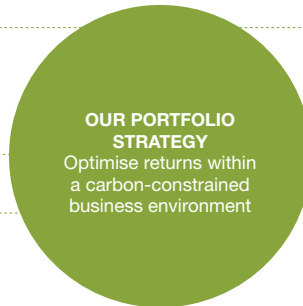 OUR PORTFOLIO
STRATEGY
Optimise returns within
a carbon-constrained
business environment